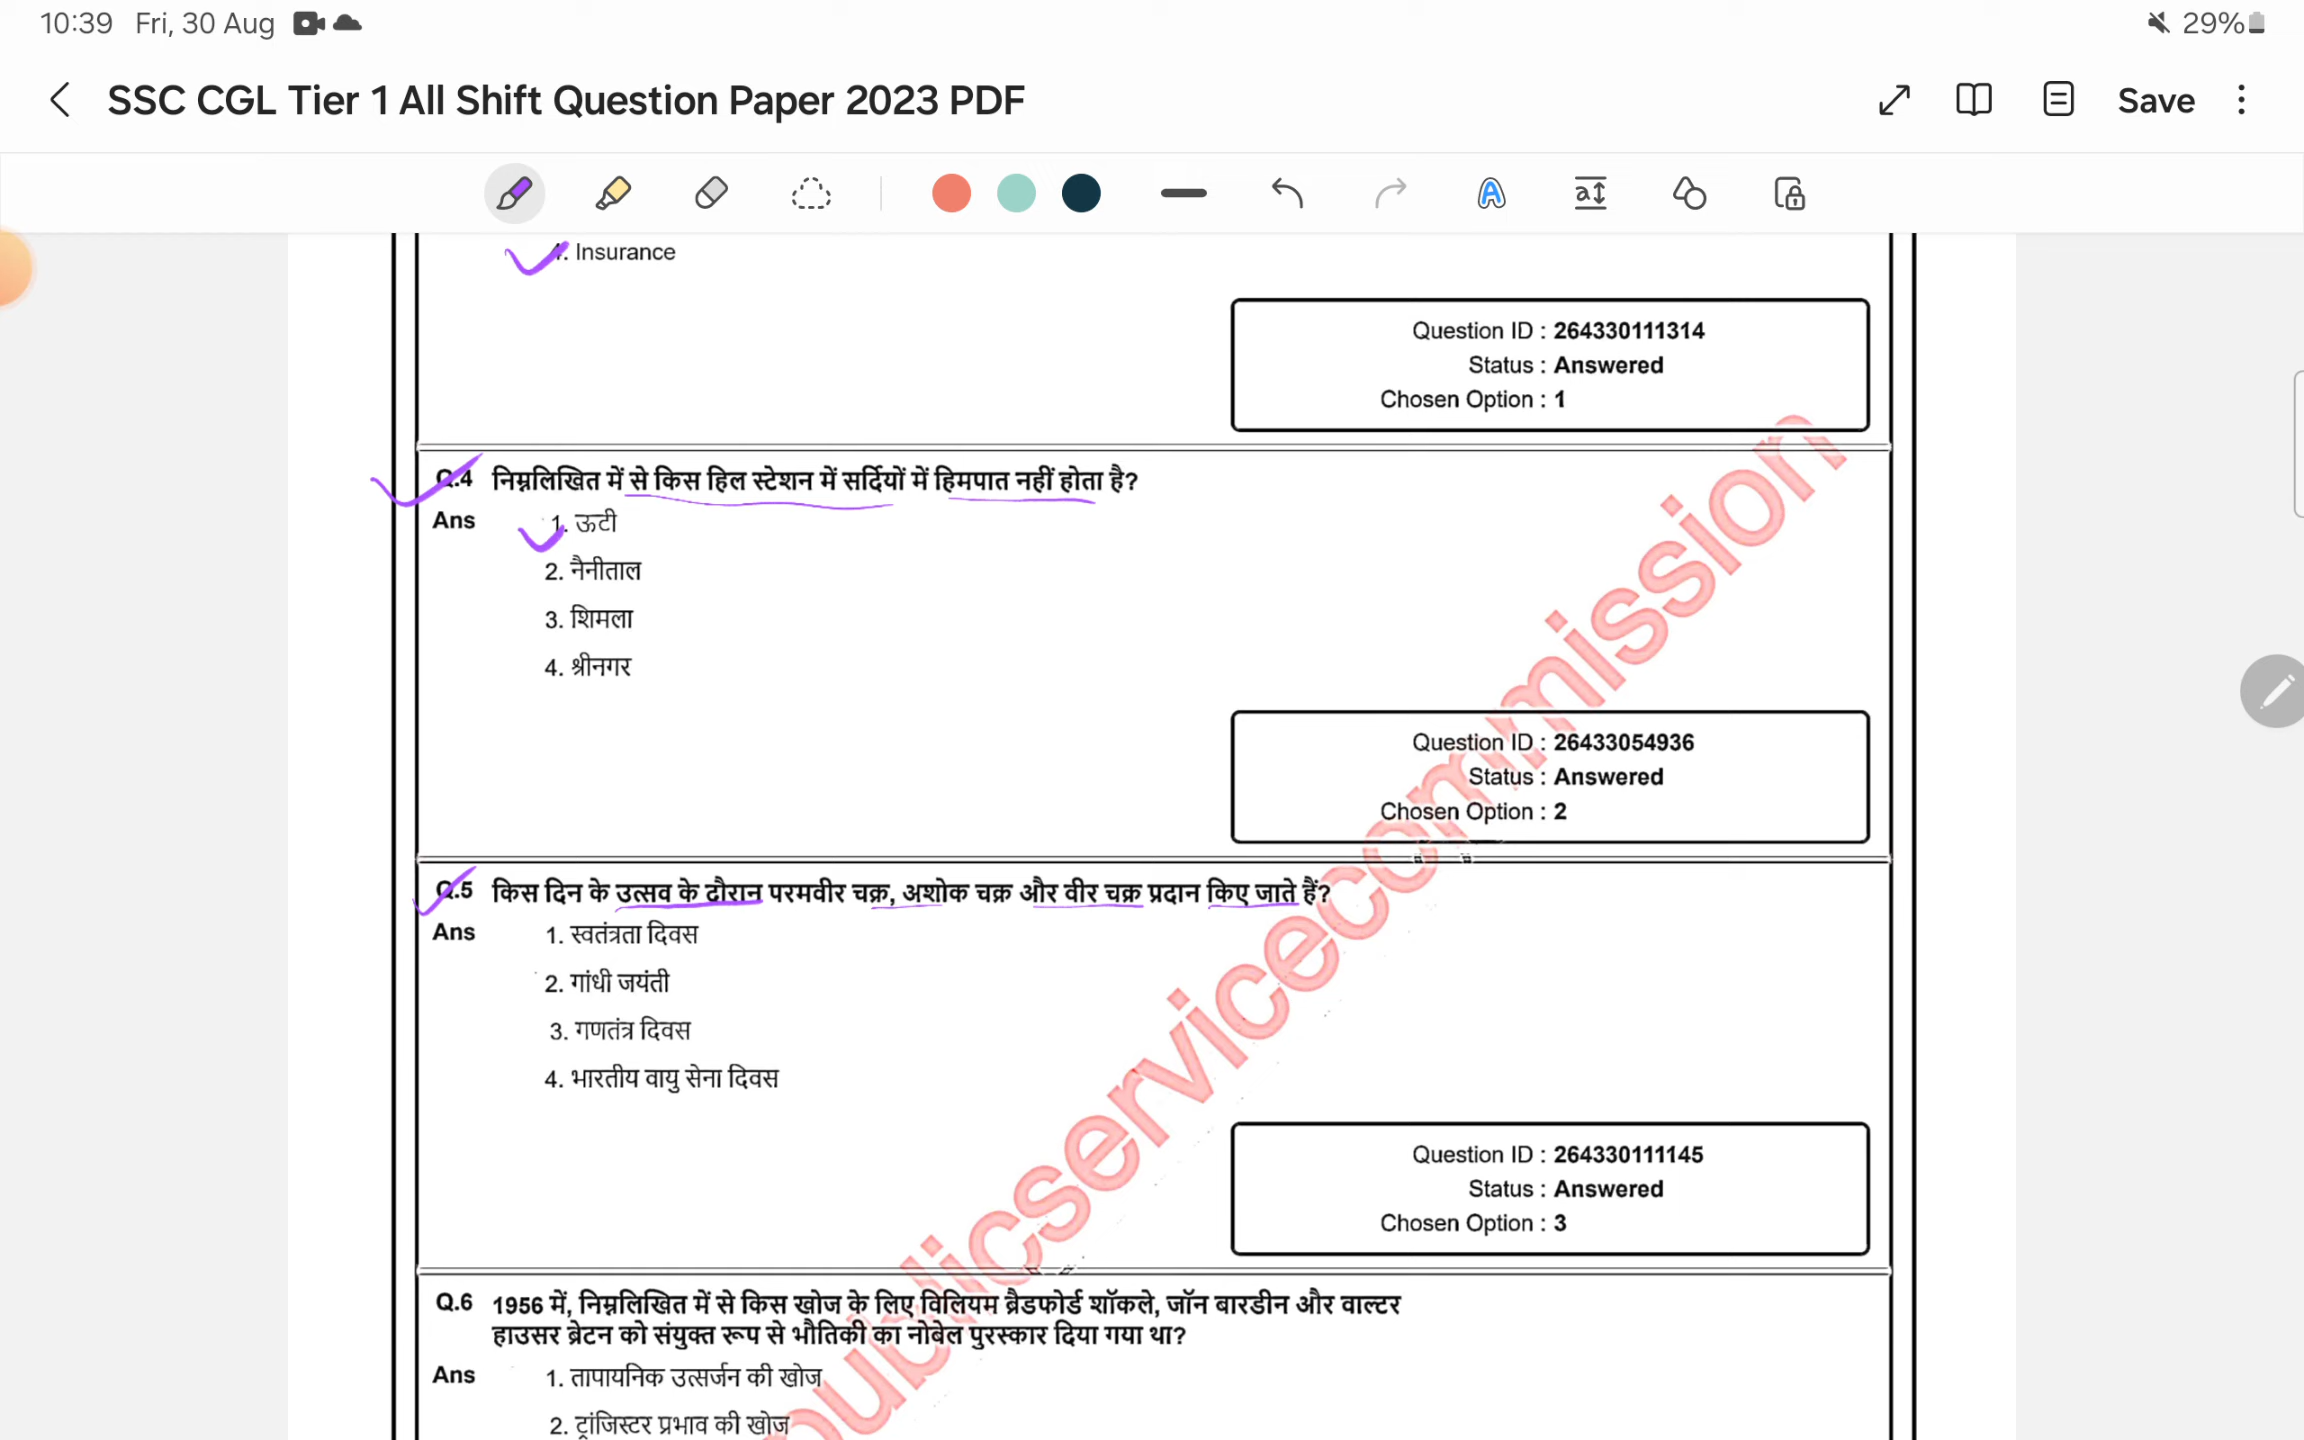 10:39 Fri, 30 Aug
29%
SSC CGL Tier 1 All Shift Question Paper 2023 PDF
Save
4. Insurance
Question ID : 264330111314
Status : Answered
Chosen Option : 1
Q.4 निम्नलिखित में से किस हिल स्टेशन में सर्दियों में हिमपात नहीं होता है?
Ans 1. ऊटी
2. नैनीताल
3. शिमला
4. श्रीनगर
Question ID : 26433054936
Status : Answered
Chosen Option : 2
Q.5 किस दिन के उत्सव के दौरान परमवीर चक्र, अशोक चक्र और वीर चक्र प्रदान किए जाते हैं?
Ans 1. स्वतंत्रता दिवस
2. गांधी जयंती
3. गणतंत्र दिवस
4. भारतीय वायु सेना दिवस
Question ID : 264330111145
Status : Answered
Chosen Option : 3
Q.6 1956 में, निम्नलिखित में से किस खोज के लिए विलियम ब्रैडफोर्ड शॉकले, जॉन बारडीन और वाल्टर
हाउसर ब्रेटन को संयुक्त रूप से भौतिकी का नोबेल पुरस्कार दिया गया था?
Ans 1. तापायनिक उत्सर्जन की खोज
2. ट्रांजिस्टर प्रभाव की खोज
publicservicecommission